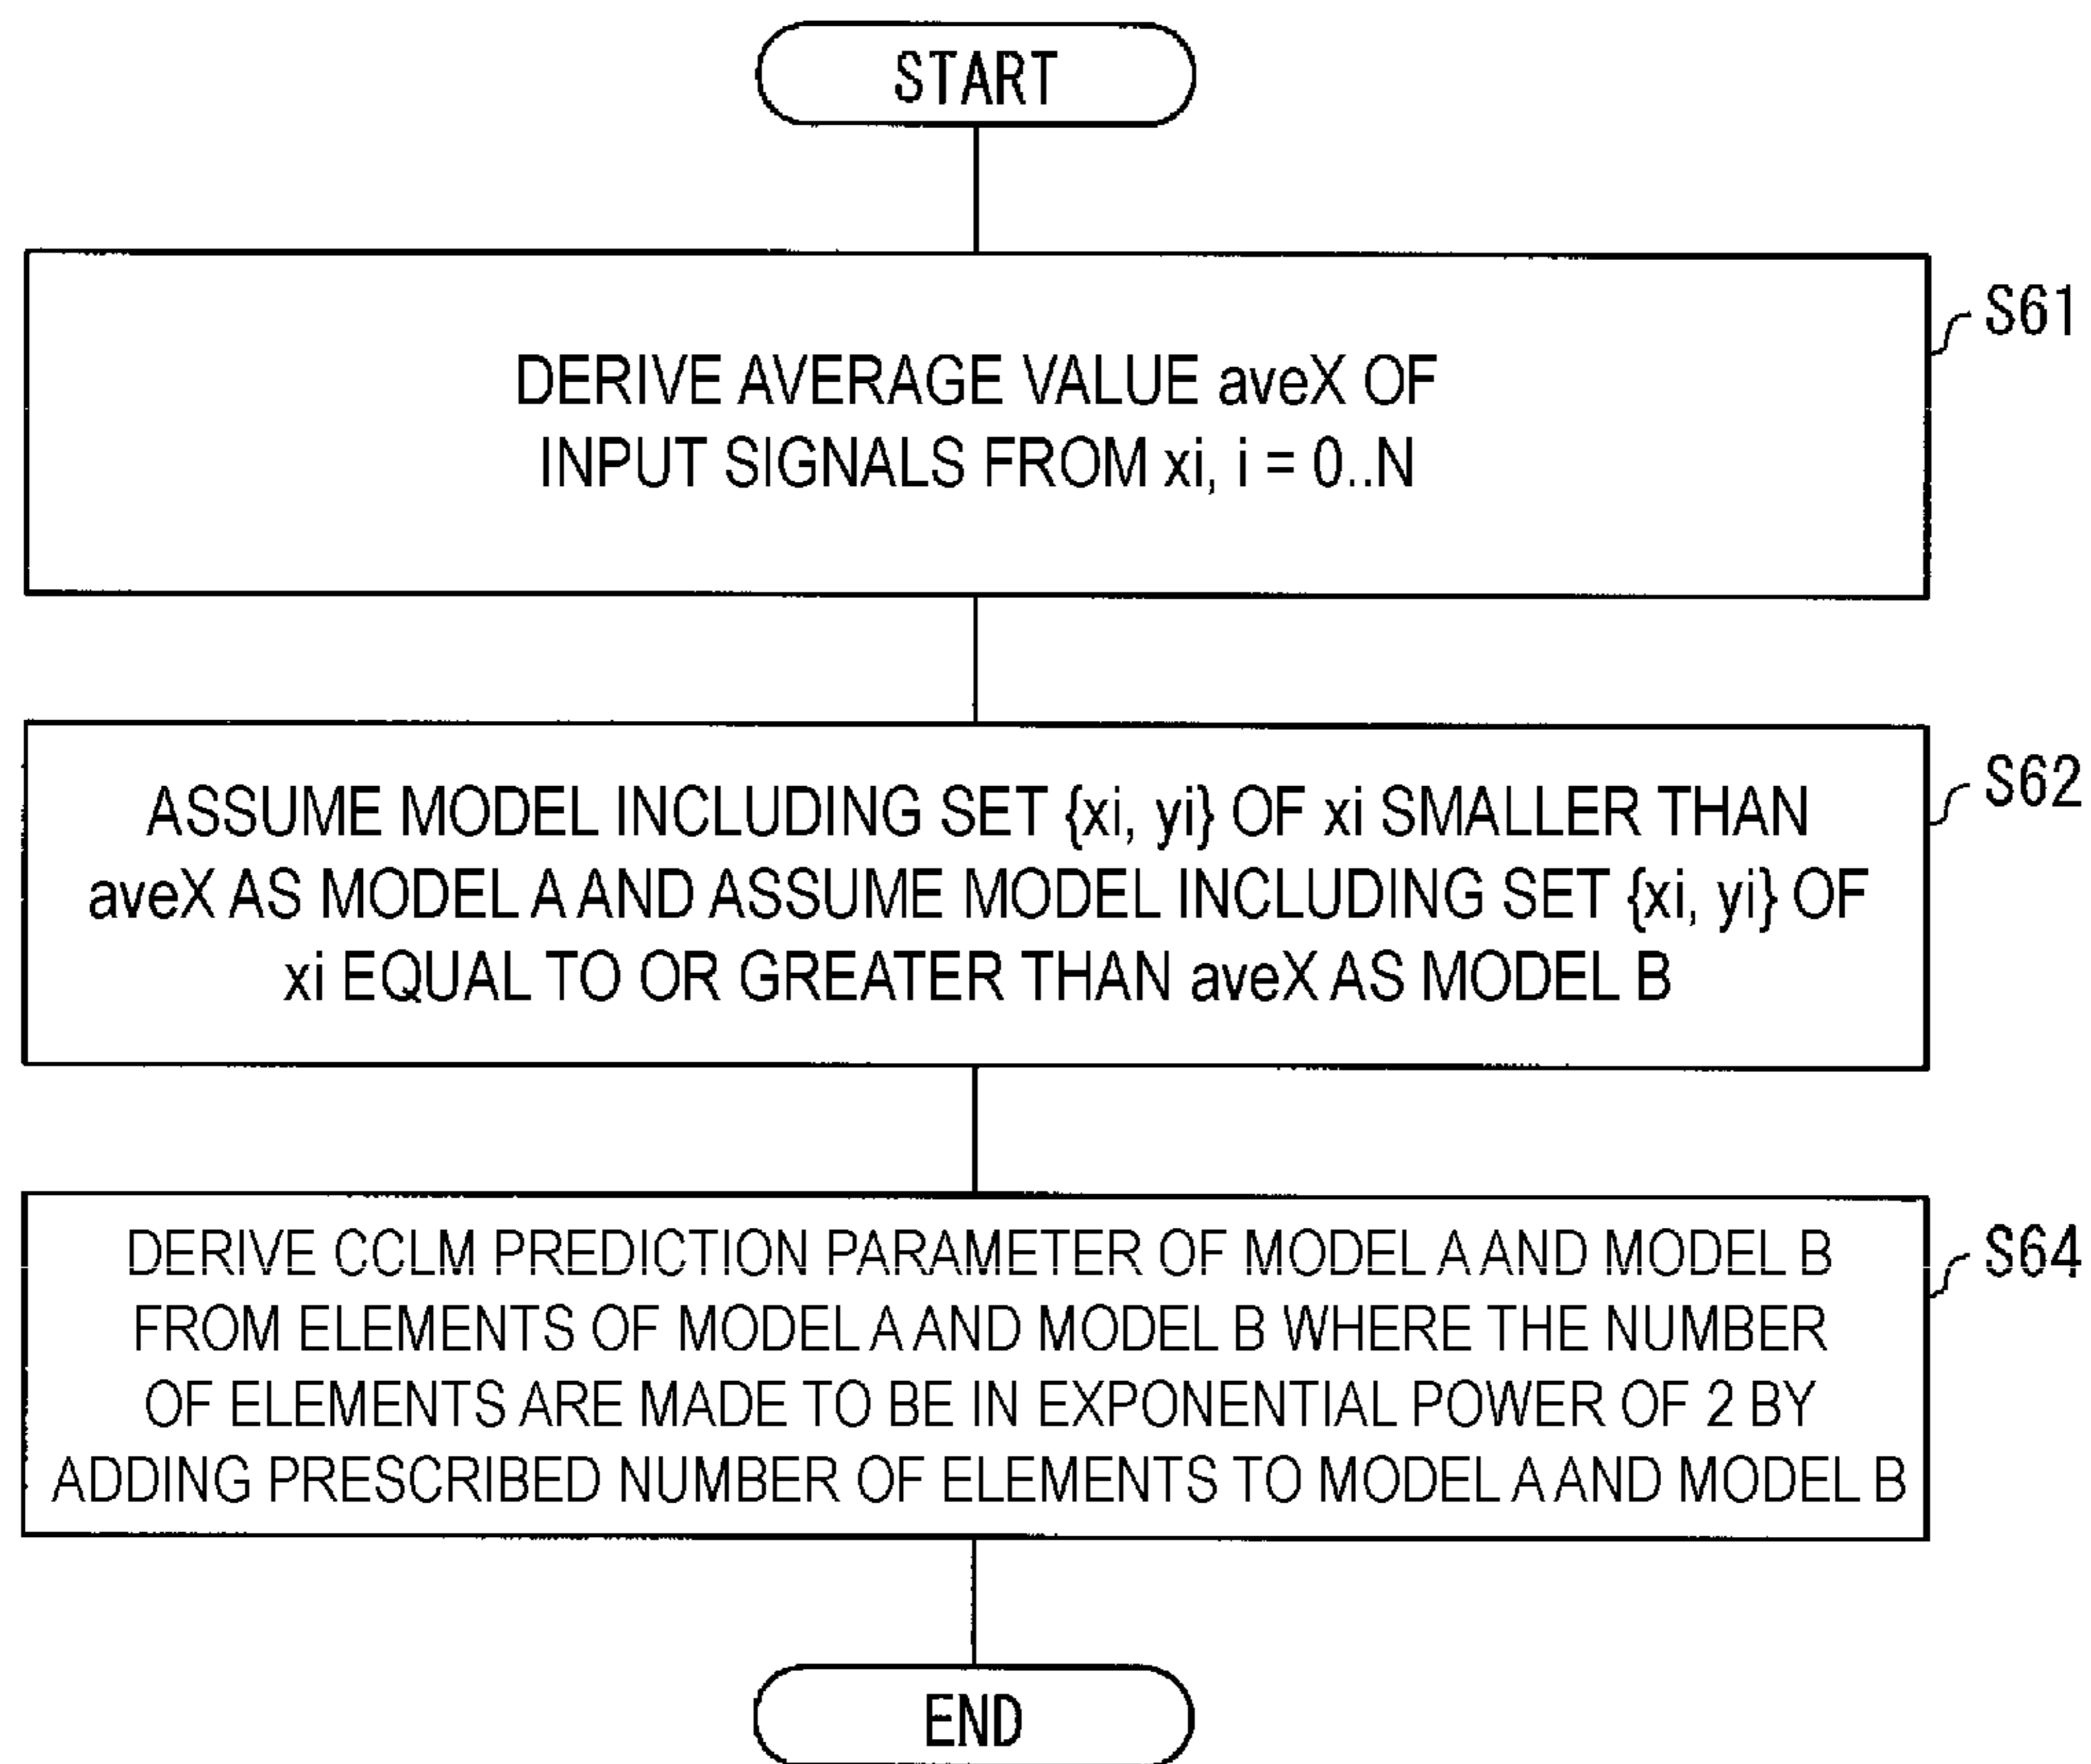 START
DERIVE AVERAGE VALUE aveX OF
INPUT SIGNALS FROM xi, i = 0..N
S61
ASSUME MODEL INCLUDING SET {xi, yi} OF xi SMALLER THAN
aveX AS MODEL A AND ASSUME MODEL INCLUDING SET {xi, yi} OF
xi EQUAL TO OR GREATER THAN aveX AS MODEL B
S62
DERIVE CCLM PREDICTION PARAMETER OF MODEL A AND MODEL B
FROM ELEMENTS OF MODEL A AND MODEL B WHERE THE NUMBER
OF ELEMENTS ARE MADE TO BE IN EXPONENTIAL POWER OF 2 BY
ADDING PRESCRIBED NUMBER OF ELEMENTS TO MODEL A AND MODEL B
S64
END